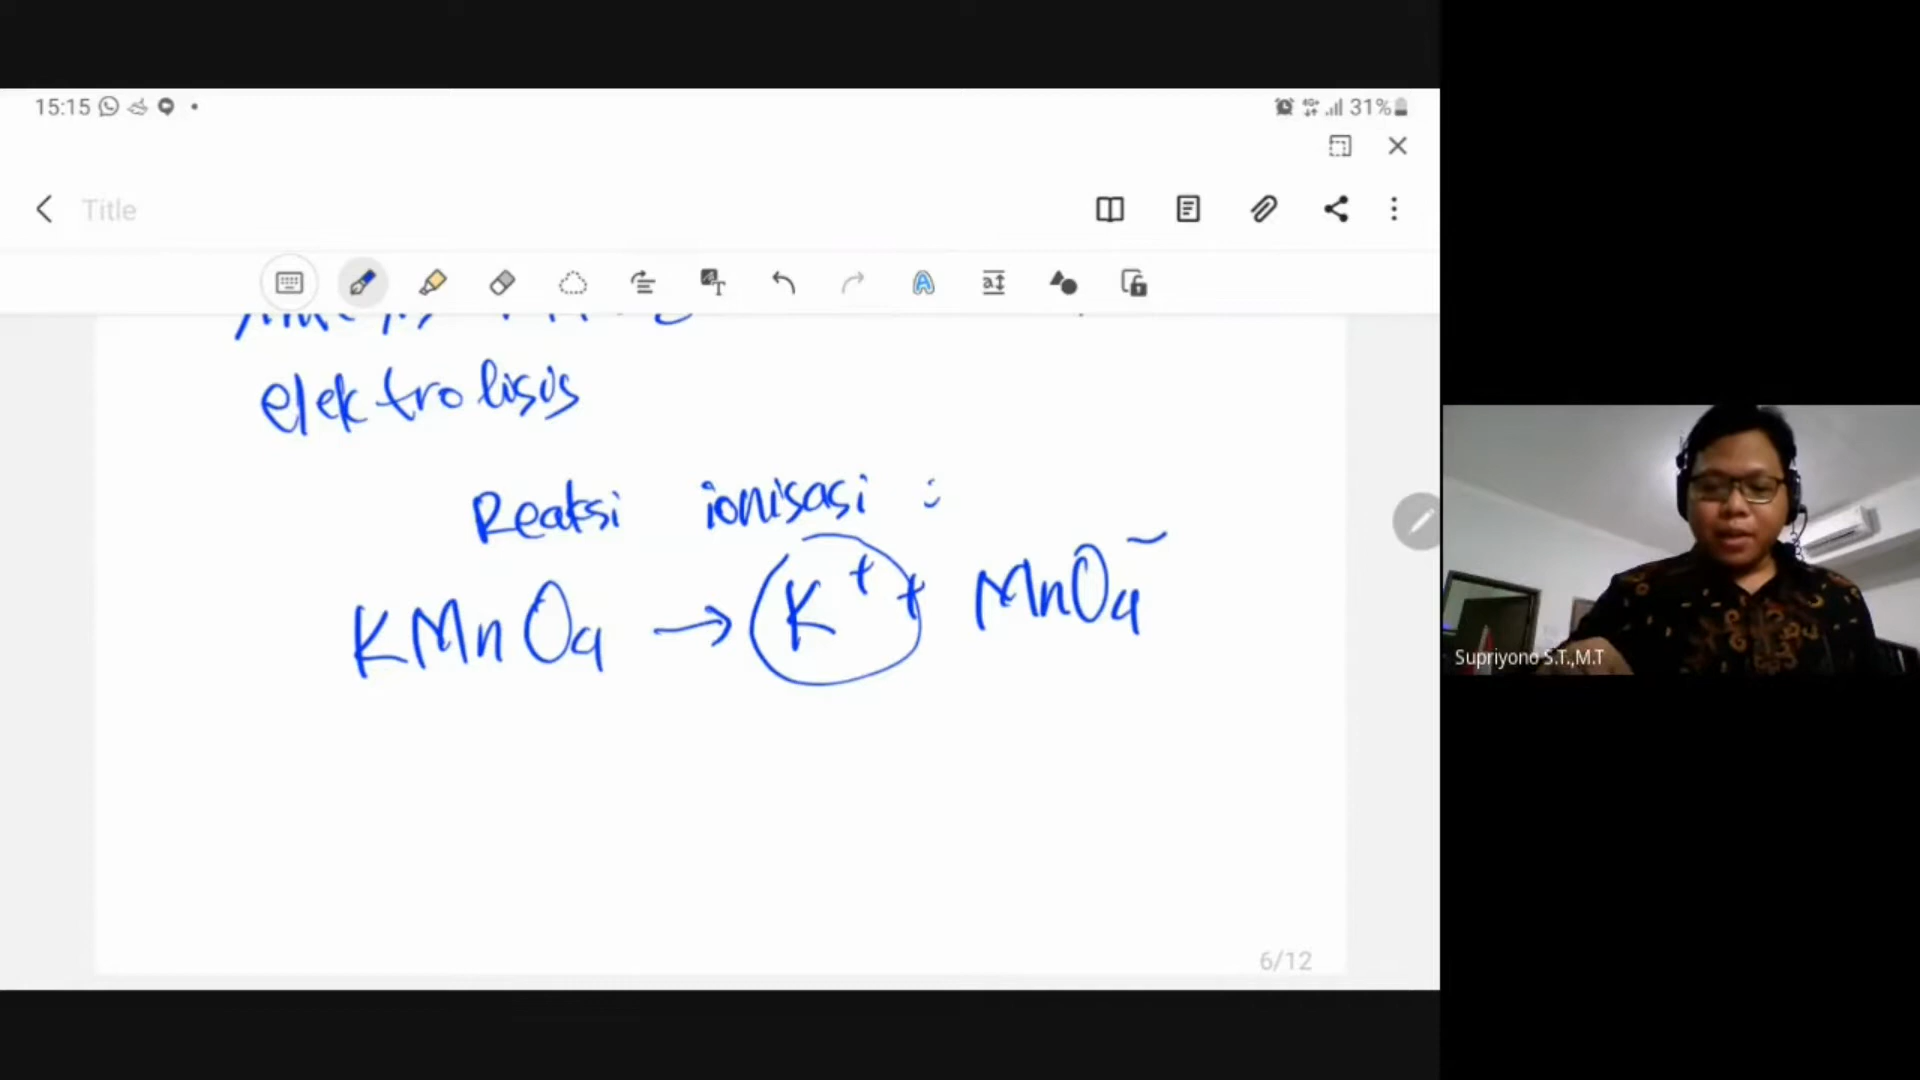 15:15
31%
Title
elektrolisis
Reaksi ionisasi :
KMnO4 → K⁺ + MnO4⁻
6/12
Supriyono S.T.,M.T